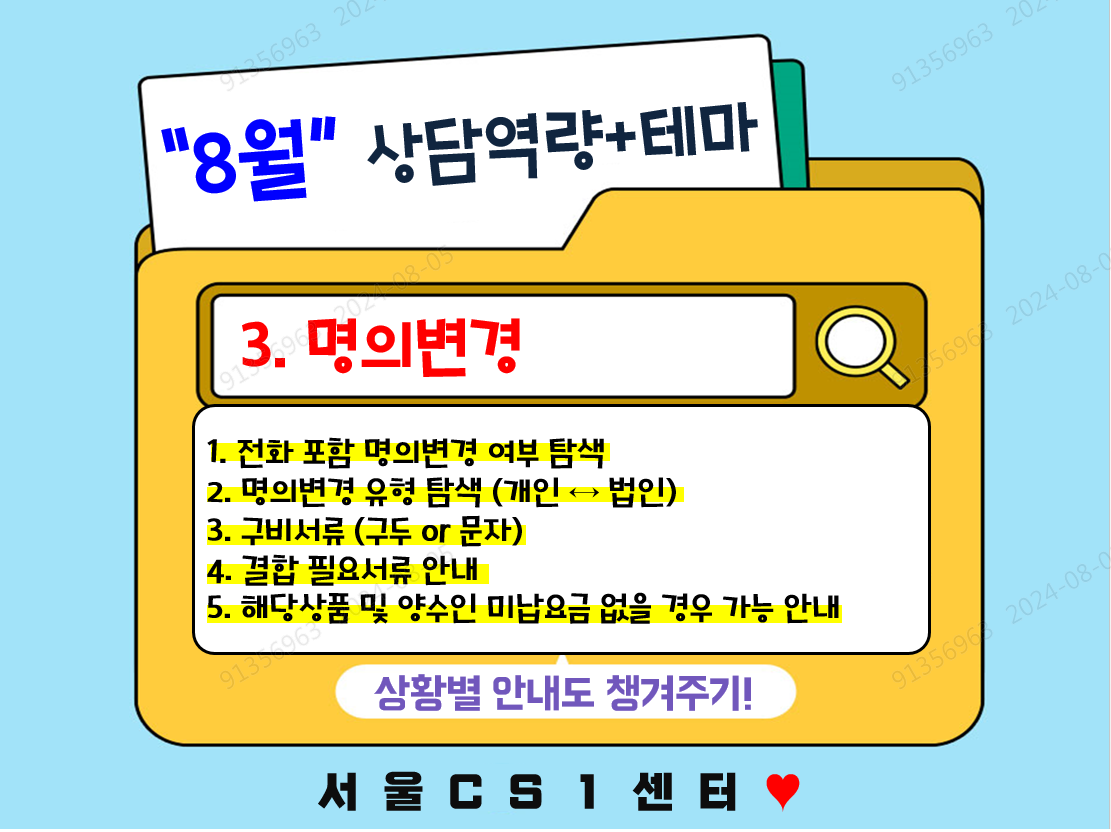 "8월" 상담역량+테마
3. 명의변경
1. 전화 포함 명의변경 여부 탐색
2. 명의변경 유형 탐색 (개인 ↔ 법인)
3. 구비서류 (구두 or 문자)
4. 결합 필요서류 안내
5. 해당상품 및 양수인 미납요금 없을 경우 가능 안내
상황별 안내도 챙겨주기!
서울CS1센터 ♥
91356963 2024-08-05